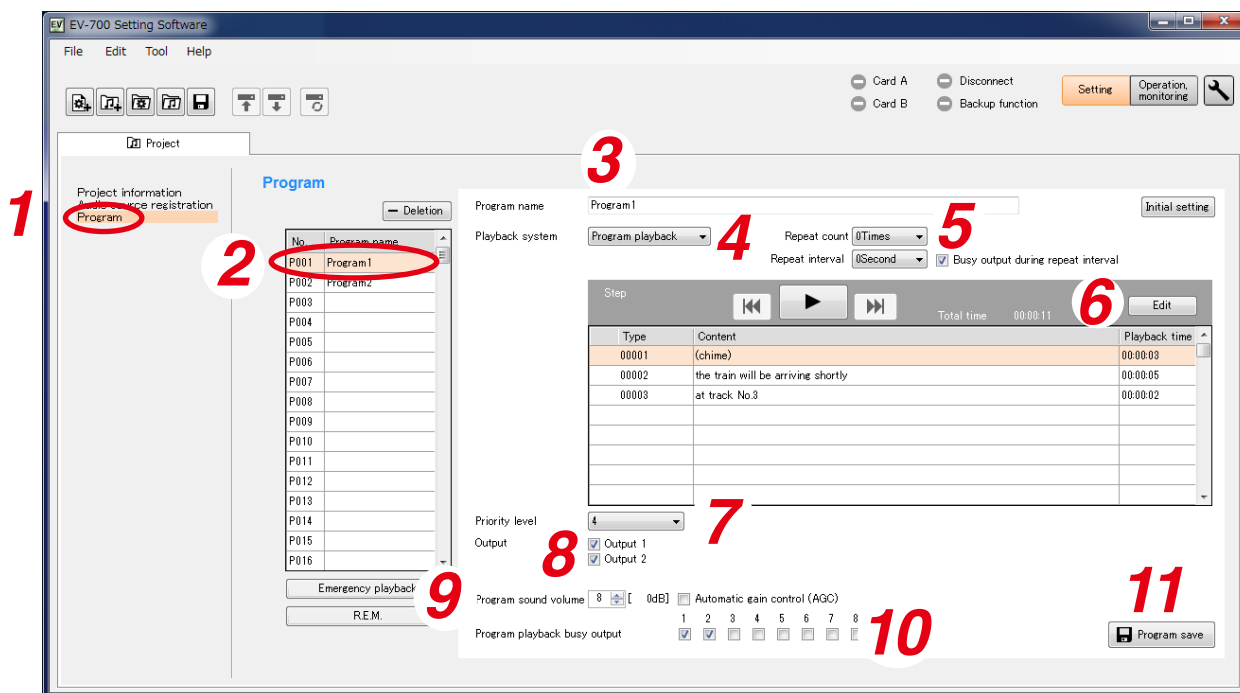 EV EV-700 Setting Software
File Edit Tool Help
Card A Disconnect
Card B Backup function
Setting
Operation, monitoring
Project
1
Project information
Audio source registration
Program
Program
— Deletion
2
No. Program name
P001 Program1
P002 Program2
P003
P004
P005
P006
P007
P008
P009
P010
P011
P012
P013
P014
P015
P016
Emergency playback
R.E.M.
3
Program name Program1 Initial setting
Playback system Program playback 4 Repeat count 0Times 5
Repeat interval 0Second Busy output during repeat interval
Step
Total time 00:00:11 6 Edit
Type Content Playback time
00001 (chime) 00:00:03
00002 the train will be arriving shortly 00:00:05
00003 at track No.3 00:00:02
Priority level 4 7
Output 8 Output 1
Output 2
9 Program sound volume 8 [ 0dB] Automatic gain control (AGC)
1 2 3 4 5 6 7 8
Program playback busy output 10
11
Program save